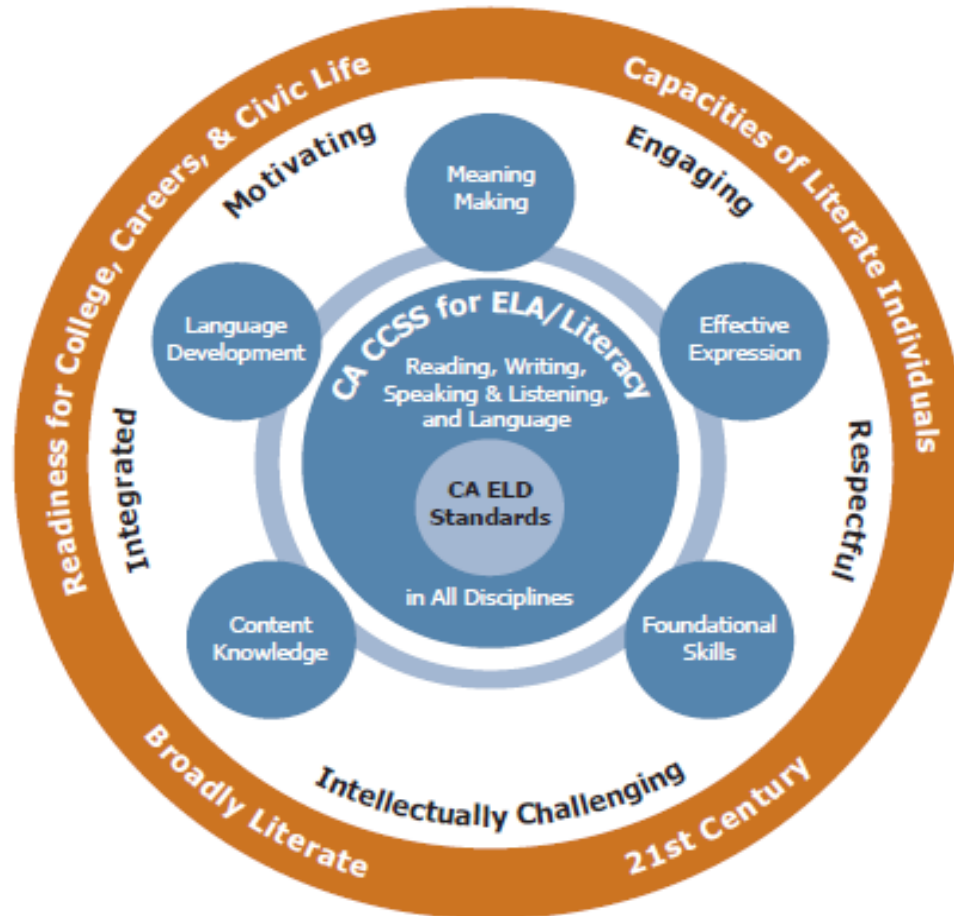 Readiness for College, Careers, & Civic Life
Capacities of Literate Individuals
Motivating
Engaging
Meaning
Making
Language
Development
Effective
Expression
CA CCSS for ELA/Literacy
Reading, Writing,
Speaking & Listening,
and Language
CA ELD
Standards
in All Disciplines
Integrated
Respectful
Content
Knowledge
Foundational
Skills
Intellectually Challenging
Broadly Literate
21st Century